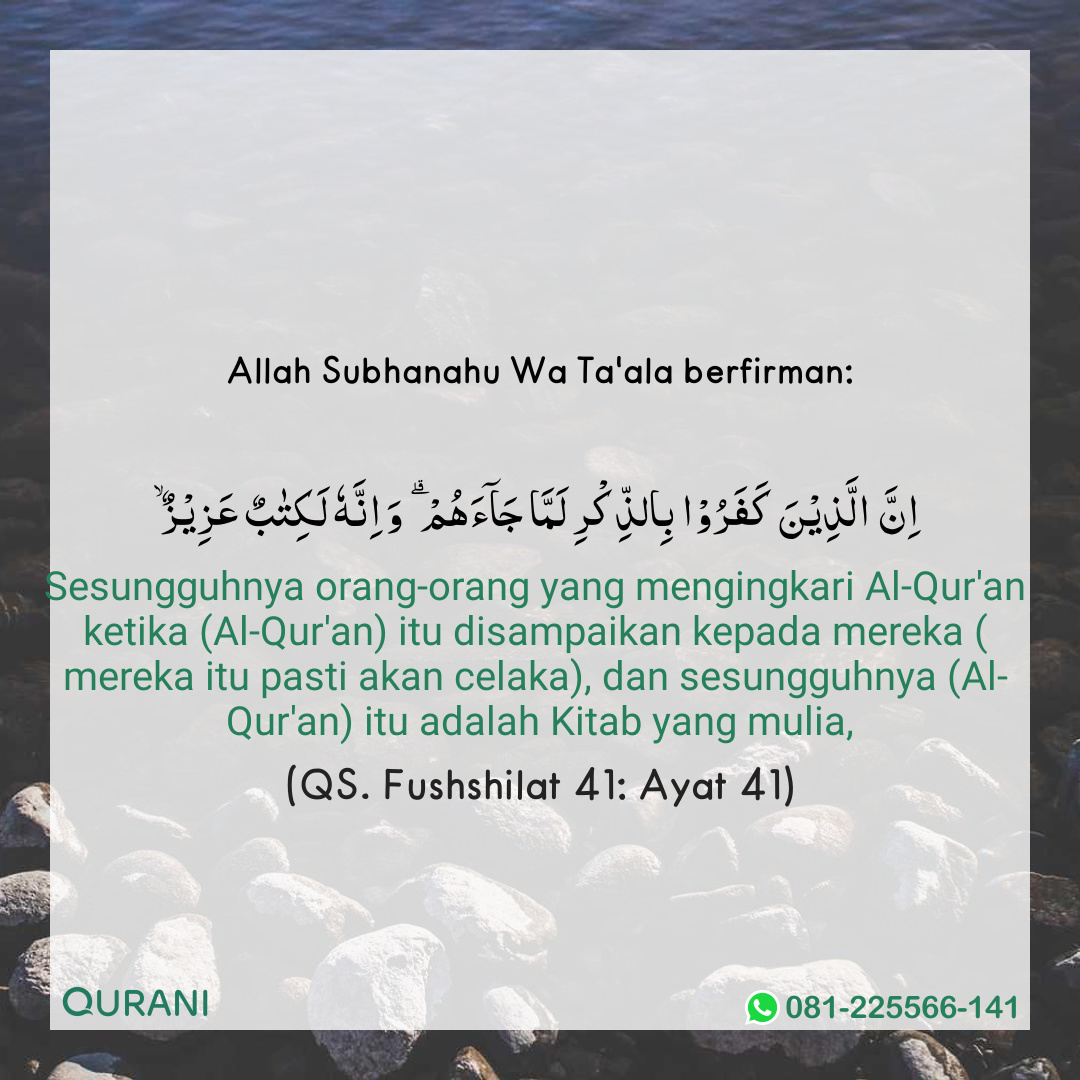 Allah Subhanahu Wa Ta'ala berfirman:
اِنَّ الَّذِيْنَ كَفَرُوْا بِالذِّكْرِ لَمَّا جَاۤءَهُمْ ۗ وَاِنَّهٗ لَكِتٰبٌ عَزِيْزٌ ۙ
Sesungguhnya orang-orang yang mengingkari Al-Qur'an
ketika (Al-Qur'an) itu disampaikan kepada mereka (
mereka itu pasti akan celaka), dan sesungguhnya (Al-
Qur'an) itu adalah Kitab yang mulia,
(QS. Fushshilat 41: Ayat 41)
QURANI
081-225566-141